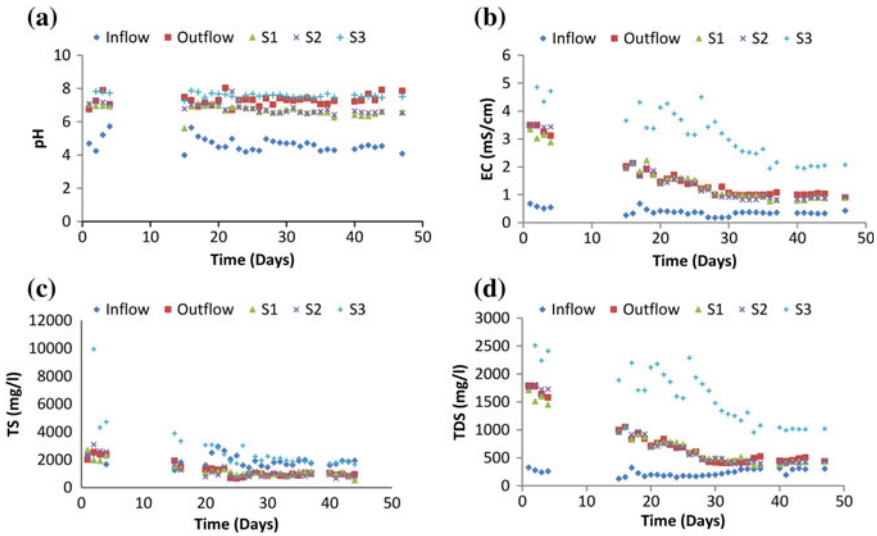 (a)
Inflow Outflow S1 S2 S3
10
8
6
4
2
0
pH
0 10 20 30 40 50
Time (Days)
(b)
Inflow Outflow S1 S2 S3
6
5
4
3
2
1
0
EC (mS/cm)
0 10 20 30 40 50
Time (Days)
(c)
Inflow Outflow S1 S2 S3
12000
10000
8000
6000
4000
2000
0
TS (mg/l)
0 10 20 30 40 50
Time (Days)
(d)
Inflow Outflow S1 S2 S3
3000
2500
2000
1500
1000
500
0
TDS (mg/l)
0 10 20 30 40 50
Time (Days)